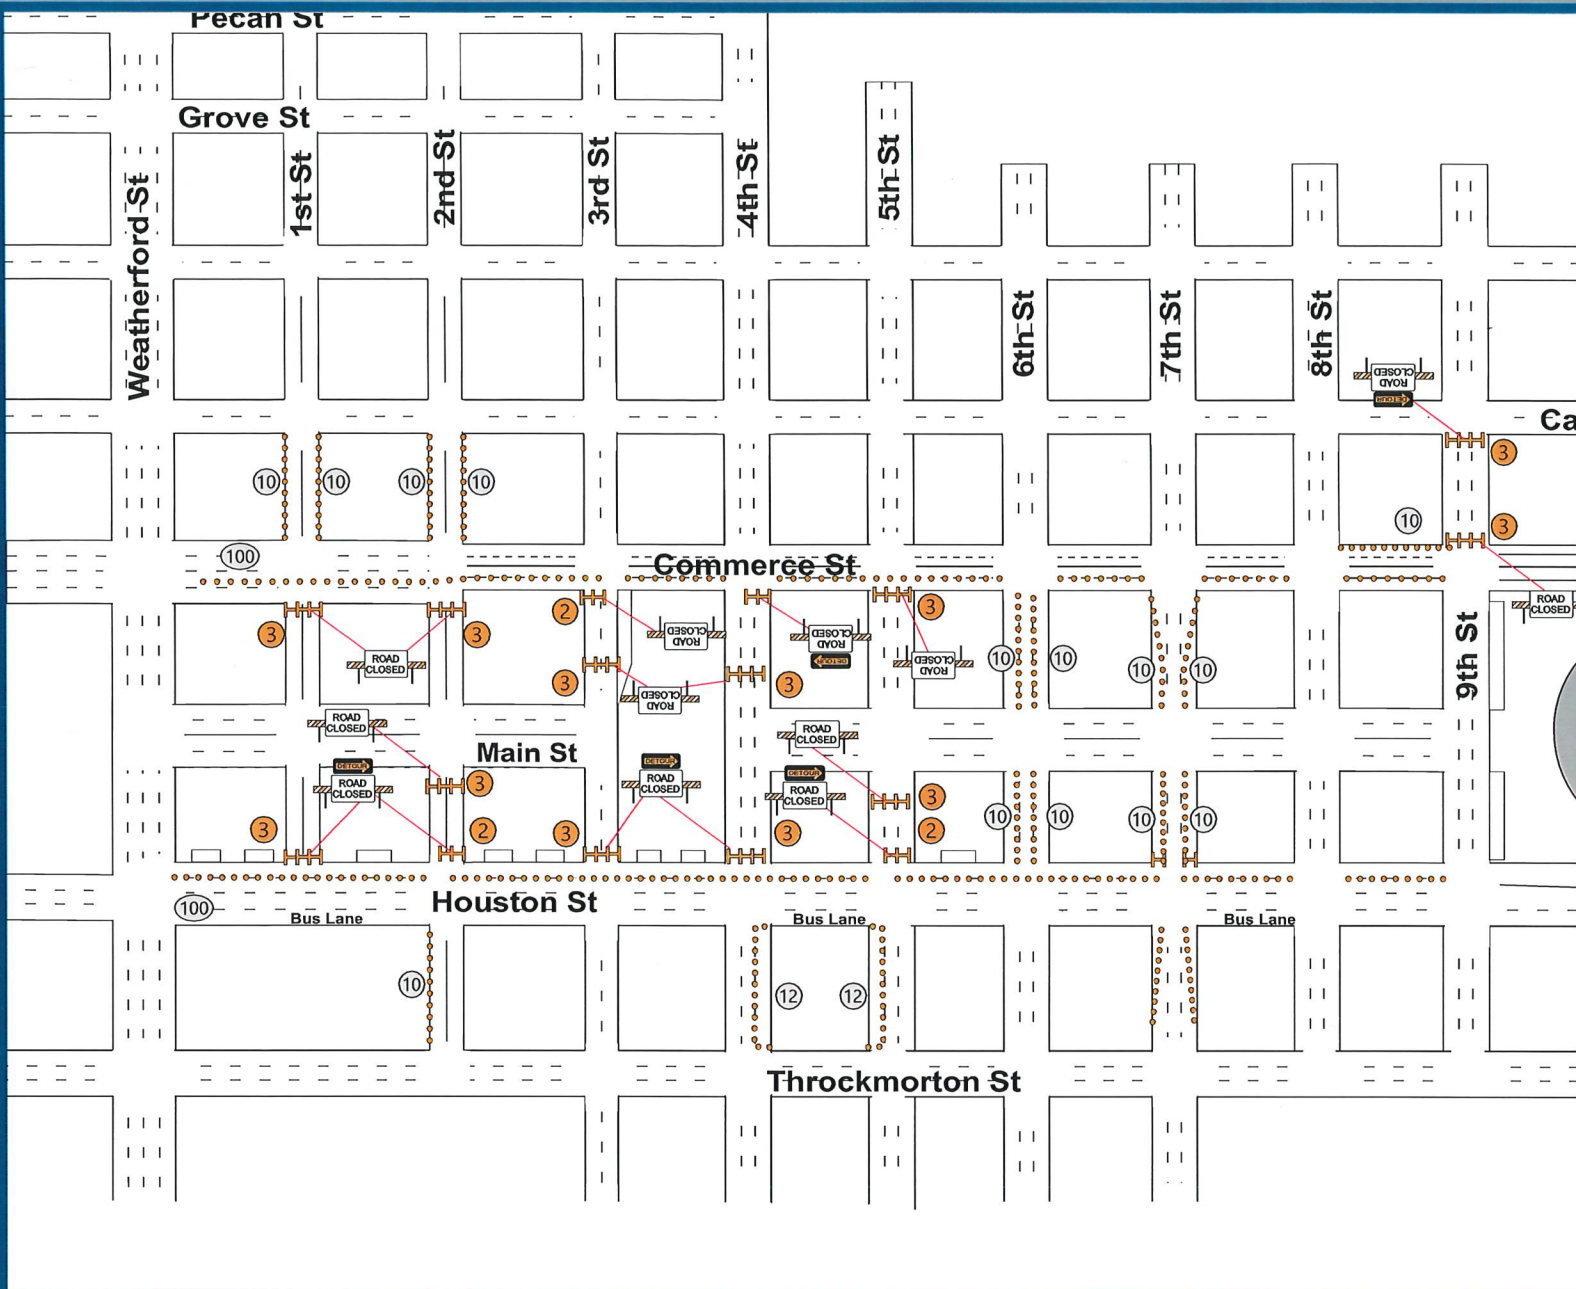 Pecan St
Grove St
Weatherford St
1st St
2nd St
3rd St
4th St
5th St
6th St
7th St
8th St
ROAD CLOSED
DETOUR
Ca
3
10
10
10
10
10
3
100
Commerce St
ROAD CLOSED
2
3
3
3
ROAD CLOSED
ROAD CLOSED
DETOUR
ROAD CLOSED
ROAD CLOSED
10
10
10
10
3
3
ROAD CLOSED
9th St
ROAD CLOSED
ROAD CLOSED
Main St
DETOUR
ROAD CLOSED
3
DETOUR
ROAD CLOSED
DETOUR
ROAD CLOSED
3
3
2
3
3
2
10
10
10
10
100
Houston St
Bus Lane
Bus Lane
Bus Lane
10
12
12
Throckmorton St